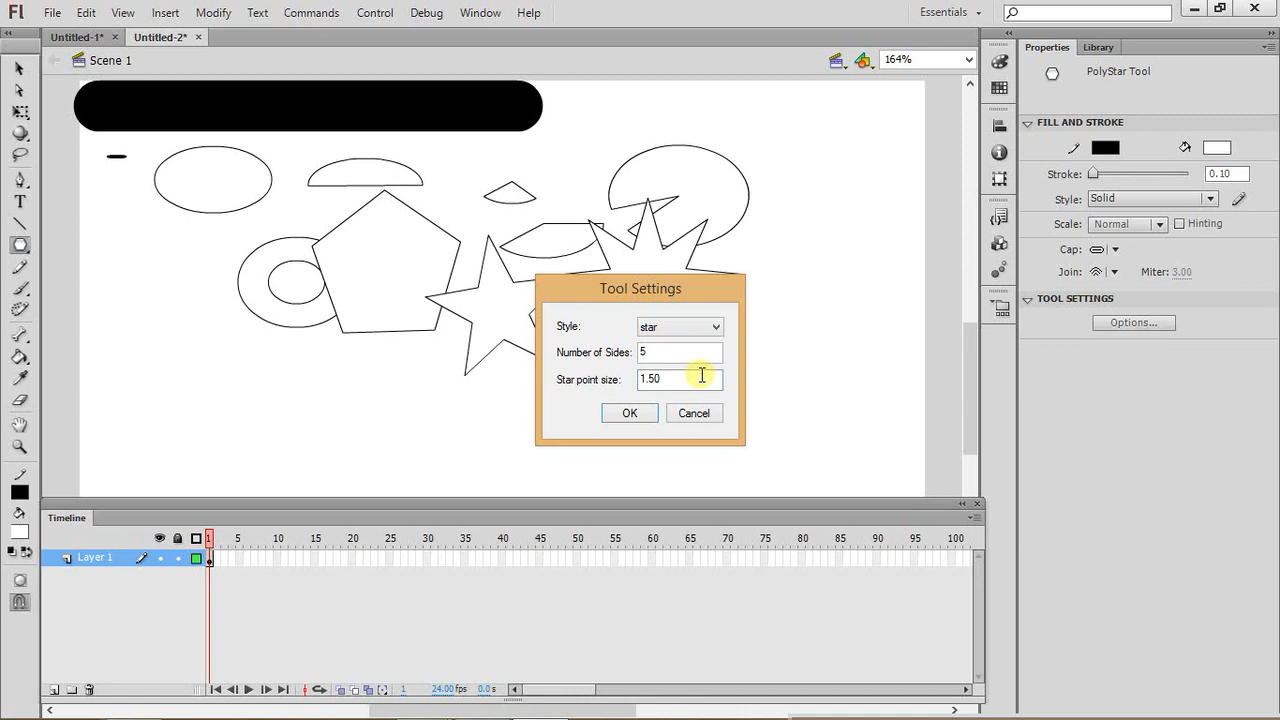 Fl File Edit View Insert Modify Text Commands Control Debug Window Help Essentials
Untitled-1* Untitled-2*
Scene 1 164%
Properties Library
PolyStar Tool
FILL AND STROKE
Stroke: 0.10
Style: Solid
Scale: Normal Hinting
Cap:
Join: Miter: 3.00
TOOL SETTINGS
Options...
Tool Settings
Style: star
Number of Sides: 5
Star point size: 1.50
OK Cancel
Timeline
1 5 10 15 20 25 30 35 40 45 50 55 60 65 70 75 80 85 90 95 100
Layer 1
1 24.00 fps 0.0 s